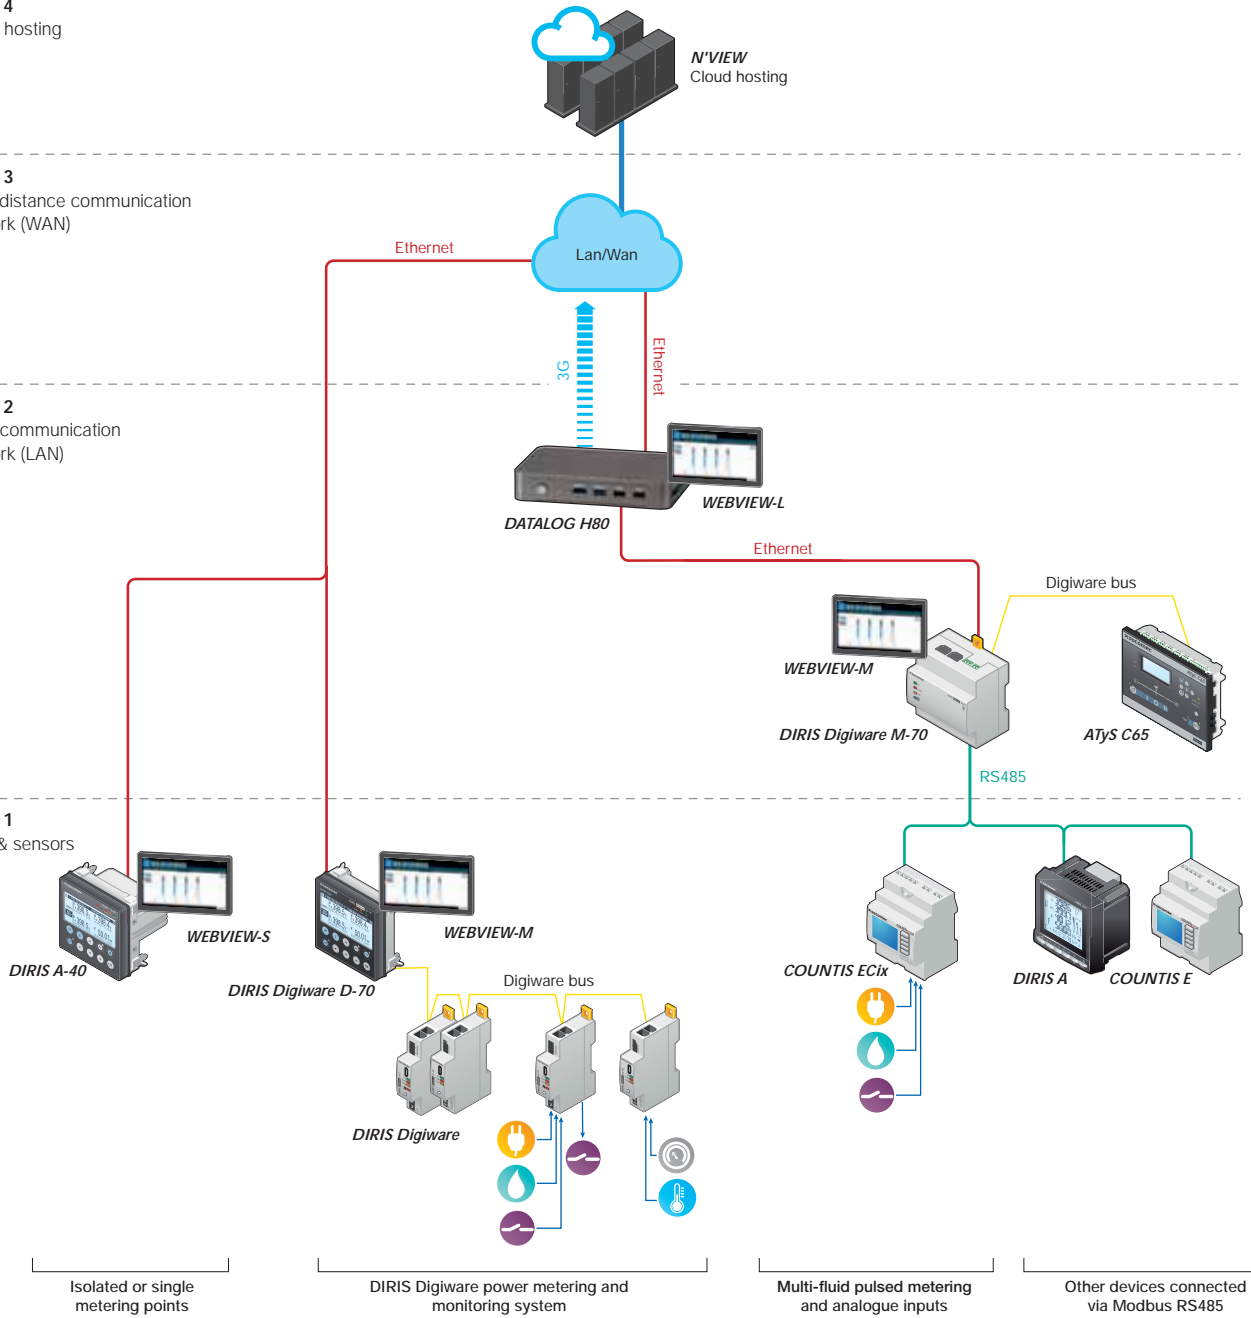 4
hosting
N'VIEW
Cloud hosting
3
distance communication
rk (WAN)
Ethernet
Lan/Wan
3G
Ethernet
2
communication
rk (LAN)
WEBVIEW-L
DATALOG H80
Ethernet
Digiware bus
WEBVIEW-M
DIRIS Digiware M-70
ATyS C65
RS485
1
& sensors
WEBVIEW-S
DIRIS A-40
WEBVIEW-M
DIRIS Digiware D-70
Digiware bus
DIRIS Digiware
COUNTIS ECix
DIRIS A
COUNTIS E
Isolated or single
metering points
DIRIS Digiware power metering and
monitoring system
Multi-fluid pulsed metering
and analogue inputs
Other devices connected
via Modbus RS485